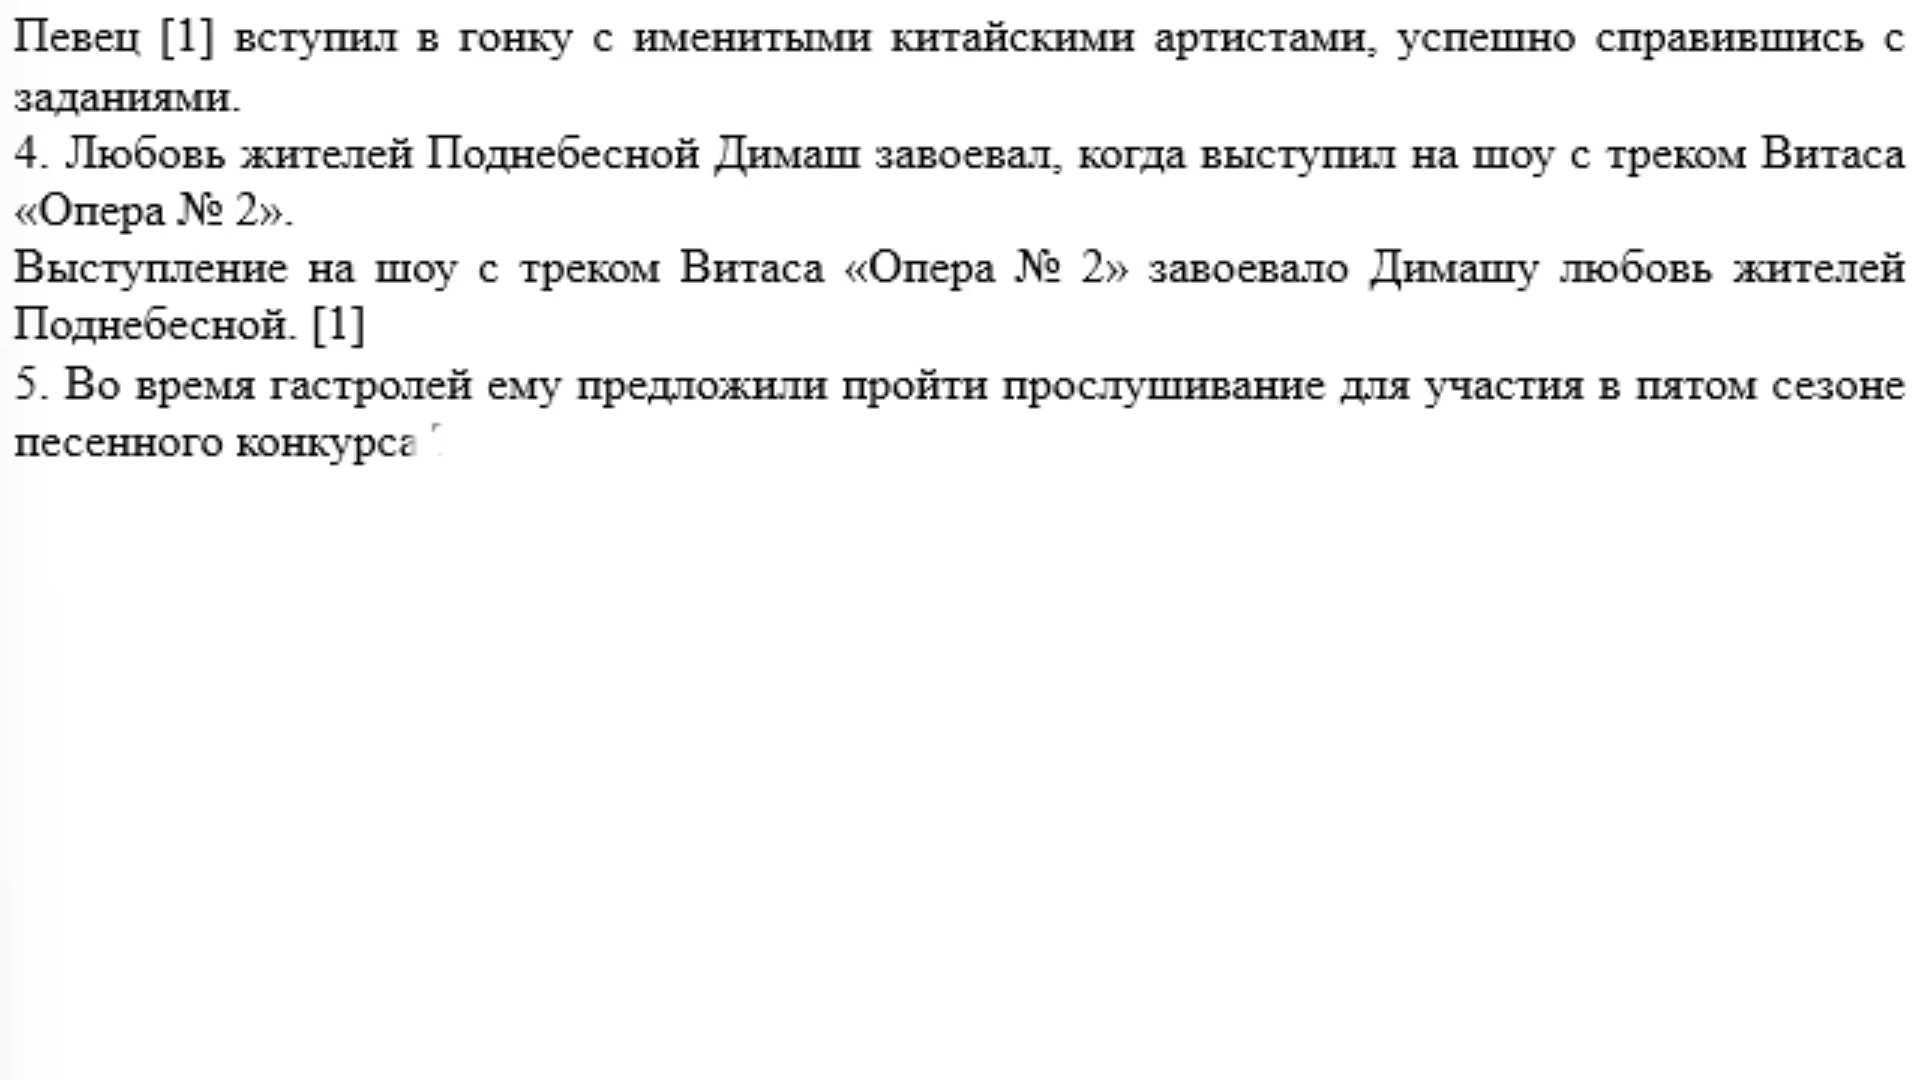 Певец [1] вступил в гонку с именитыми китайскими артистами, успешно справившись с
заданиями.
4. Любовь жителей Поднебесной Димаш завоевал, когда выступил на шоу с треком Витаса
«Опера № 2».
Выступление на шоу с треком Витаса «Опера № 2» завоевало Димашу любовь жителей
Поднебесной. [1]
5. Во время гастролей ему предложили пройти прослушивание для участия в пятом сезоне
песенного конкурса